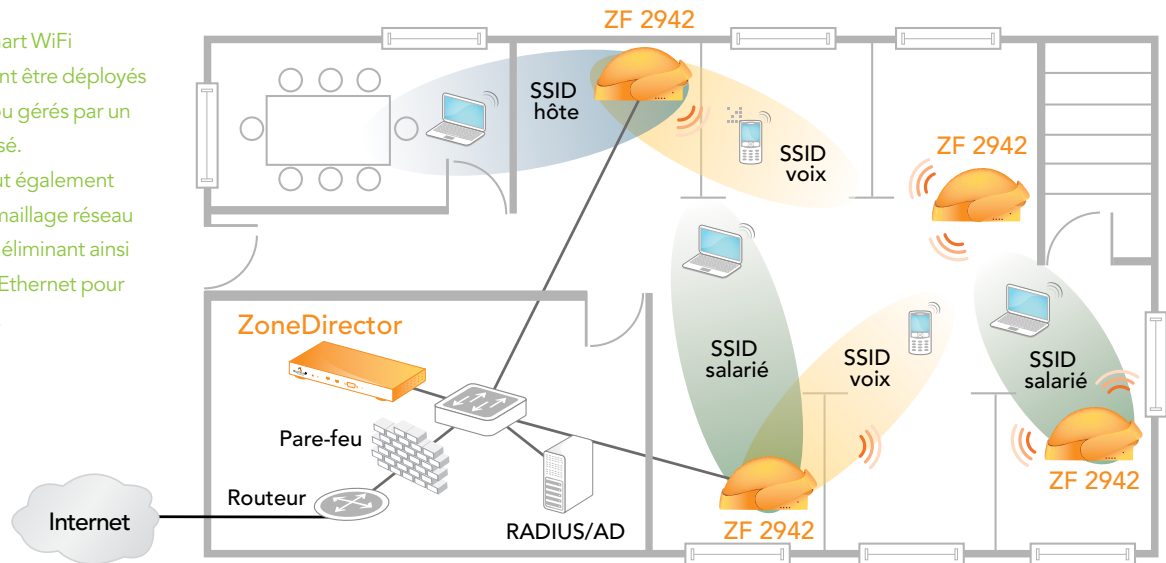 art WiFi
nt être déployés
ou gérés par un
sé.
ut également
maillage réseau
éliminant ainsi
Ethernet pour
ZF 2942
SSID
hôte
SSID
voix
ZF 2942
SSID
salarié
SSID
voix
SSID
salarié
ZF 2942
ZF 2942
ZoneDirector
Pare-feu
Routeur
Internet
RADIUS/AD